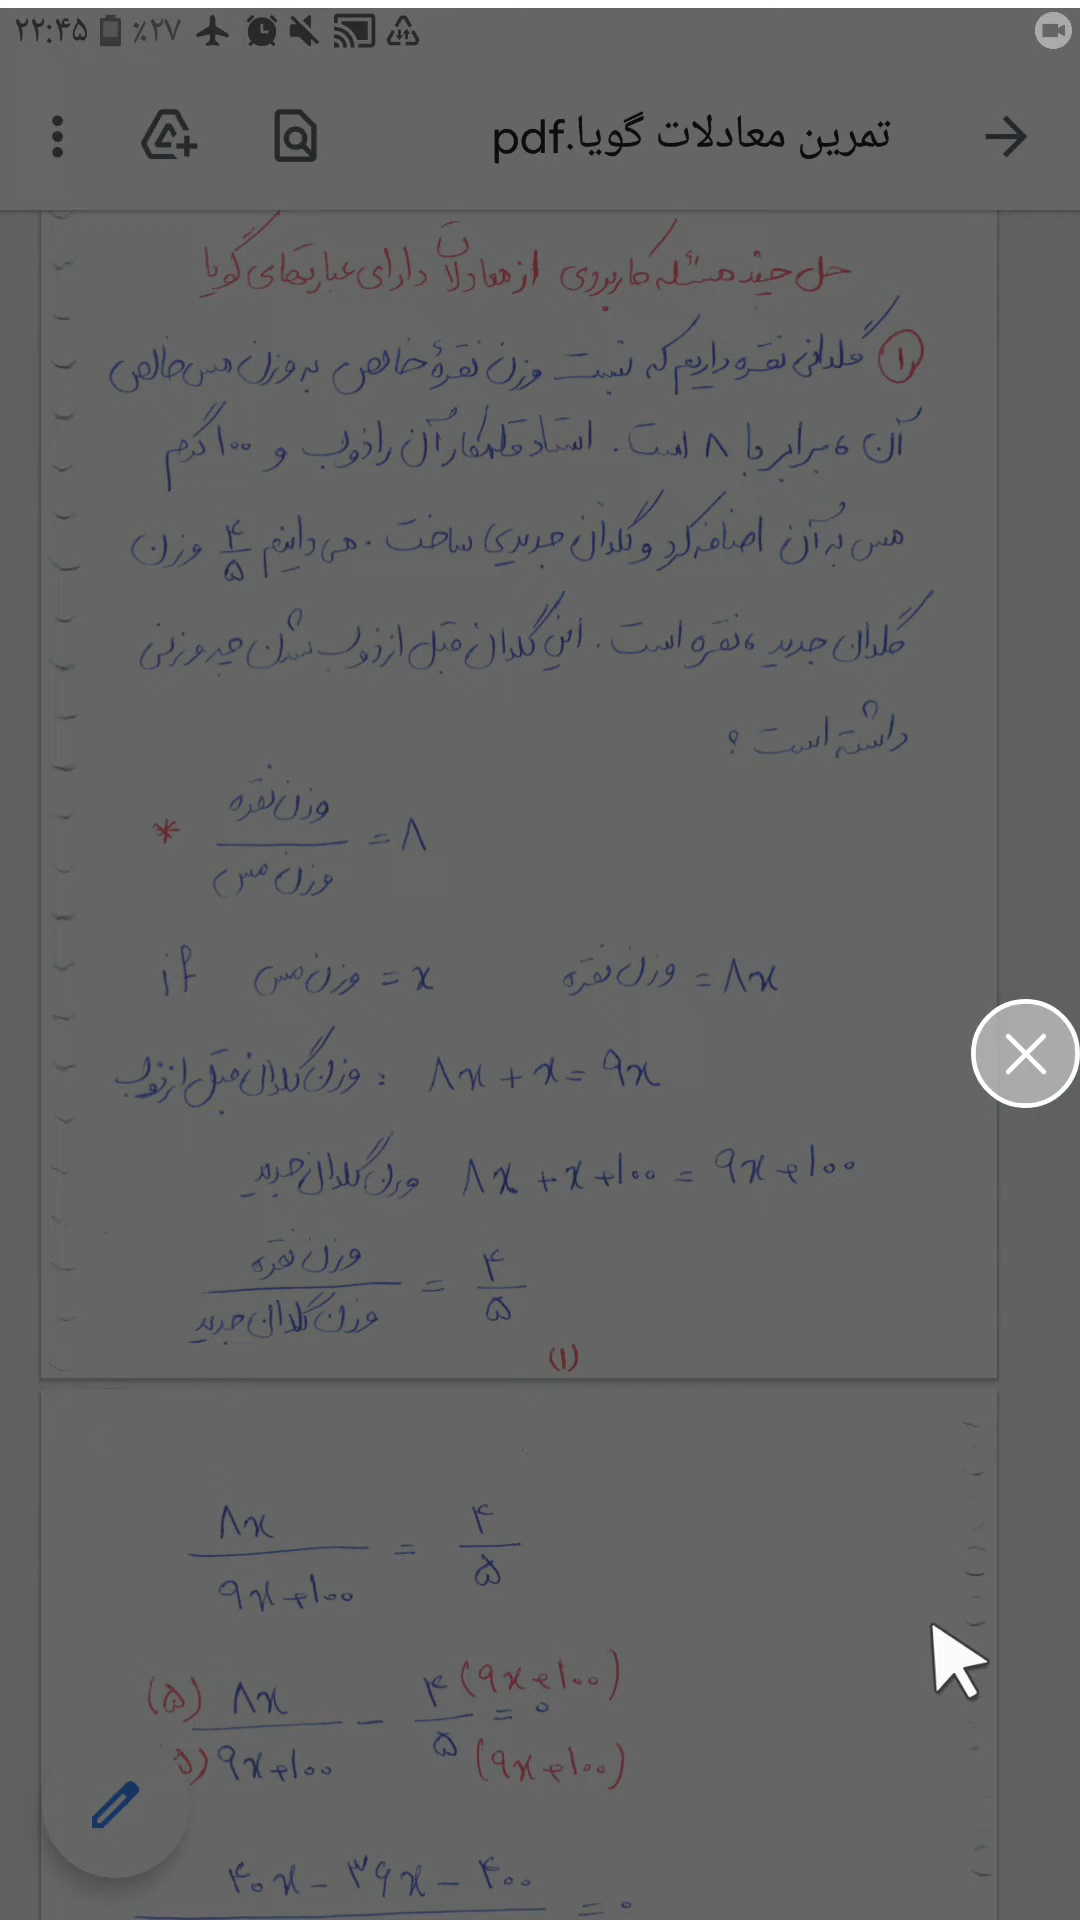 ۲۲:۴۵ ٪۲۷
تمرین معادلات گویا.pdf
حل چند مسئله کاربردی از معادلات دارای عبارتهای گویا
۱ گلدانی نقره داریم که نسبت وزن نقرهٔ خالص به وزن مس خالص
آن، برابر با ۸ است. استاد قلمکار آن را ذوب و ۱۰۰ گرم
مس به آن اضافه کرد و گلدان جدیدی ساخت. می دانیم ۴/۵ وزن
گلدان جدید، نقره است. این گلدان قبل از ذوب شدن چه وزنی
داشته است؟
* وزن نقره / وزن مس = ۸
if وزن مس = x وزن نقره = ۸x
وزن گلدان قبل از ذوب : ۸x + x = ۹x
وزن گلدان جدید ۸x + x + ۱۰۰ = ۹x + ۱۰۰
وزن نقره / وزن گلدان جدید = ۴/۵
(۱)
۸x / ۹x + ۱۰۰ = ۴/۵
(۵) ۸x / (۵) ۹x + ۱۰۰ - ۴ (۹x + ۱۰۰) / ۵ (۹x + ۱۰۰) = ۰
۴۰x - ۳۶x - ۴۰۰ = ۰